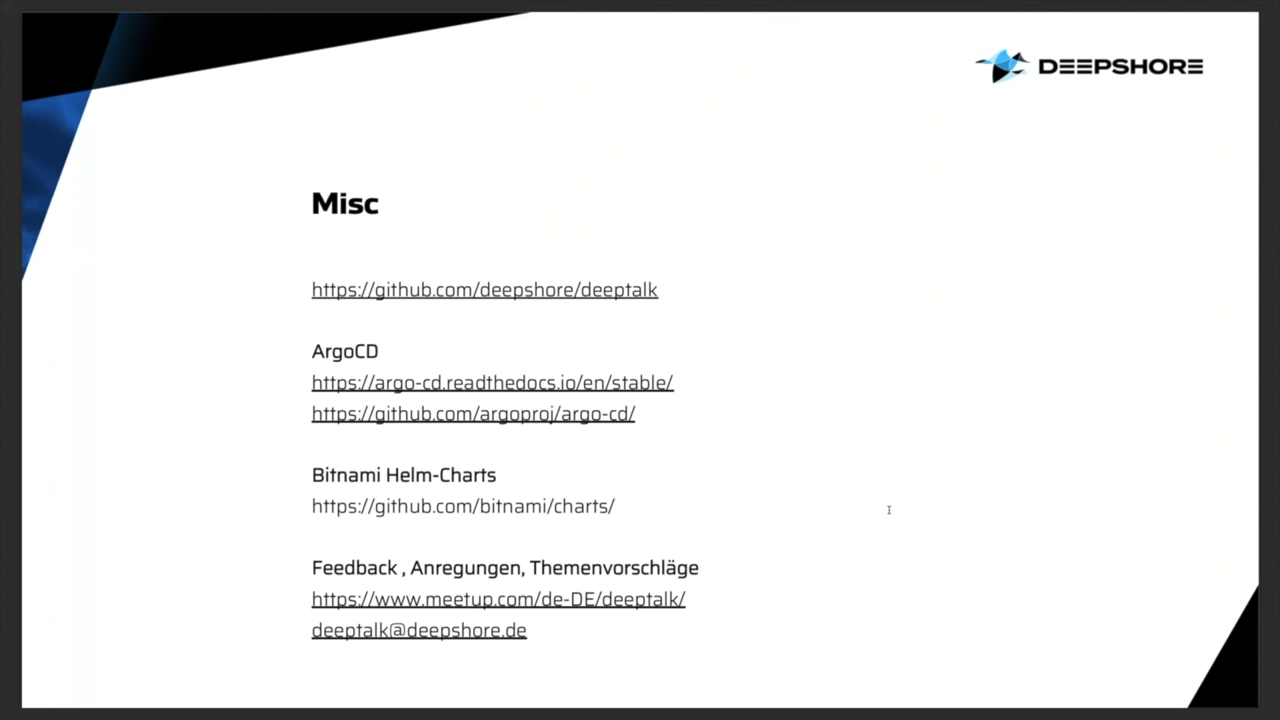 DEEPSHORE
Misc
https://github.com/deepshore/deeptalk
ArgoCD
https://argo-cd.readthedocs.io/en/stable/
https://github.com/argoproj/argo-cd/
Bitnami Helm-Charts
https://github.com/bitnami/charts/
Feedback , Anregungen, Themenvorschläge
https://www.meetup.com/de-DE/deeptalk/
deeptalk@deepshore.de